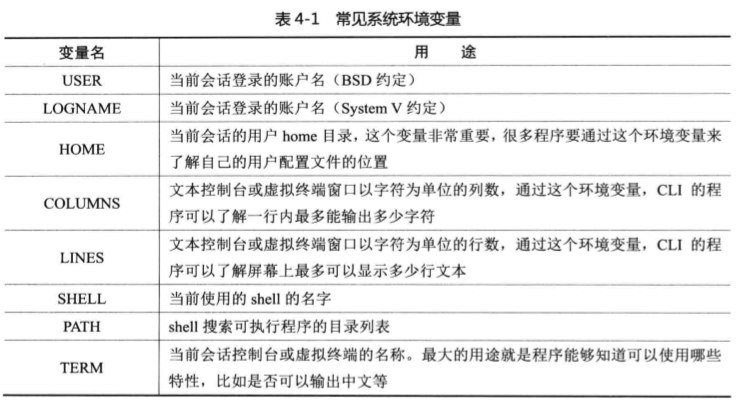 表 4-1 常见系统环境变量
变量名 用 途
USER 当前会话登录的账户名（BSD 约定）
LOGNAME 当前会话登录的账户名（System V 约定）
HOME 当前会话的用户 home 目录，这个变量非常重要，很多程序要通过这个环境变量来
了解自己的用户配置文件的位置
COLUMNS 文本控制台或虚拟终端窗口以字符为单位的列数，通过这个环境变量，CLI 的程
序可以了解一行内最多能输出多少字符
LINES 文本控制台或虚拟终端窗口以字符为单位的行数，通过这个环境变量，CLI 的程
序可以了解屏幕上最多可以显示多少行文本
SHELL 当前使用的 shell 的名字
PATH shell 搜索可执行程序的目录列表
TERM 当前会话控制台或虚拟终端的名称。最大的用途就是程序能够知道可以使用哪些
特性，比如是否可以输出中文等